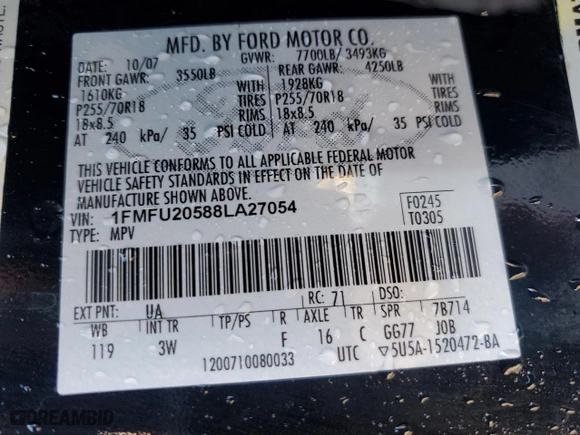 MFD. BY FORD MOTOR CO.
DATE: 10/07 GVWR: 7700LB/ 3493KG
FRONT GAWR: 3550LB REAR GAWR: 4250LB
1610KG WITH 1928KG WITH
P255/70R18 TIRES P255/70R18 TIRES
18x8.5 RIMS 18x8.5 RIMS
AT 240 kPa/ 35 PSI COLD AT 240 kPa/ 35 PSI COLD
THIS VEHICLE CONFORMS TO ALL APPLICABLE FEDERAL MOTOR
VEHICLE SAFETY STANDARDS IN EFFECT ON THE DATE OF
MANUFACTURE SHOWN ABOVE.
VIN: 1FMFU20588LA27054 F0245
TYPE: MPV T0305
EXT PNT: UA RC: 71 DSO:
WB INT TR TP/PS R AXLE TR SPR 7B714
119 3W F 16 C GG77 JOB
1200710080033 UTC ▽5U5A-1520472-BA
DREAMBID